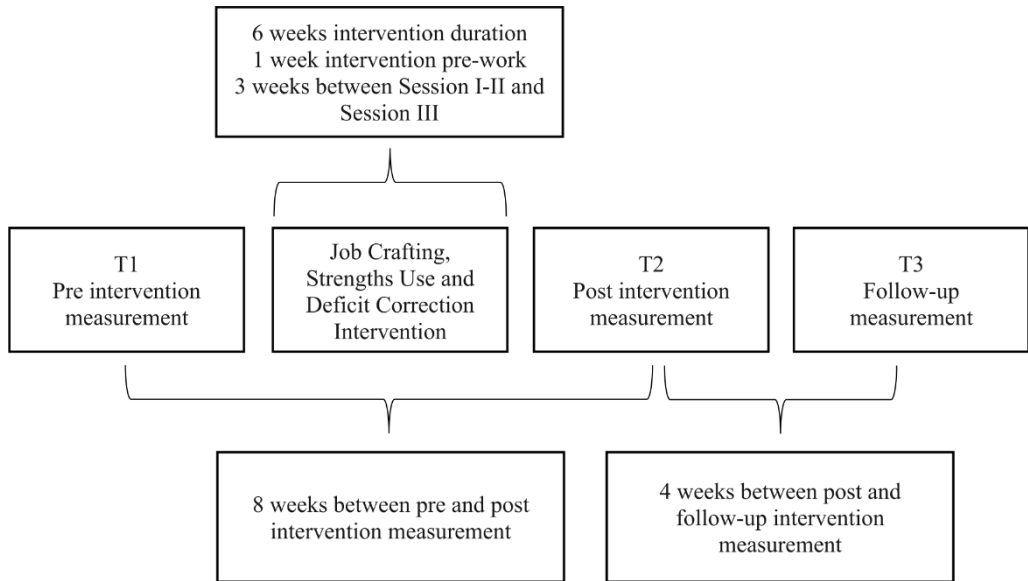 6 weeks intervention duration
1 week intervention pre-work
3 weeks between Session I-II and
Session III
T1
Pre intervention
measurement
Job Crafting,
Strengths Use and
Deficit Correction
Intervention
T2
Post intervention
measurement
T3
Follow-up
measurement
8 weeks between pre and post
intervention measurement
4 weeks between post and
follow-up intervention
measurement